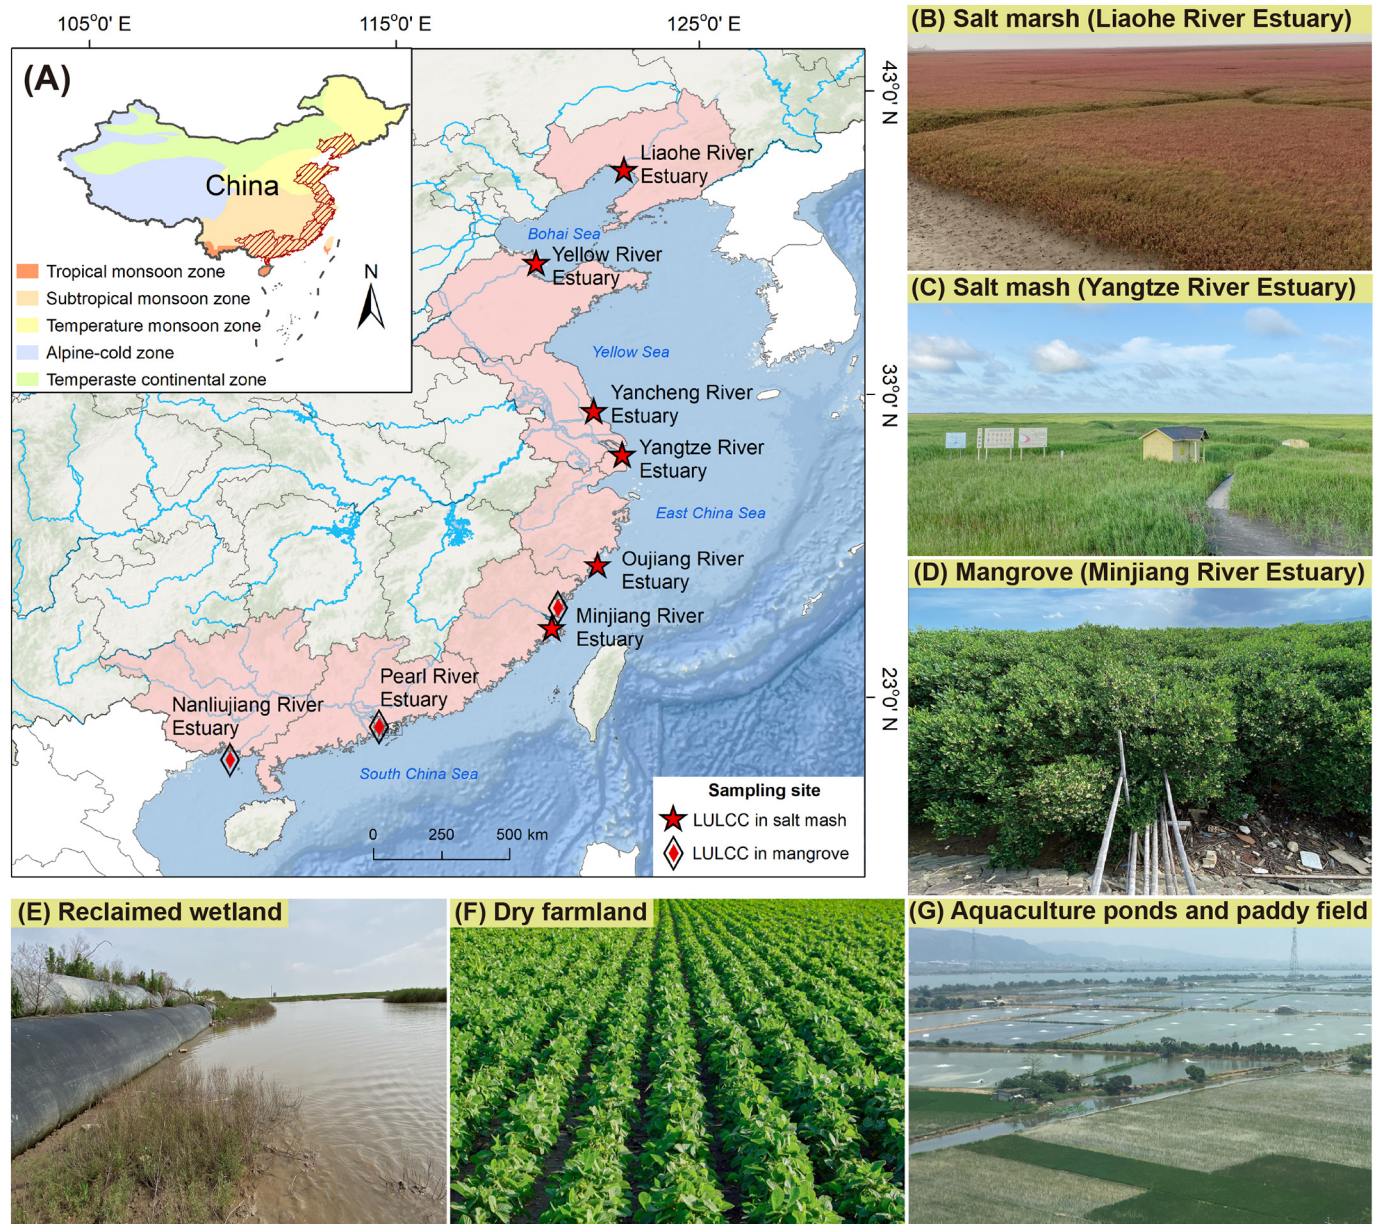 105°0' E
115°0' E
125°0' E
(A)
China
Tropical monsoon zone
Subtropical monsoon zone
Temperature monsoon zone
Alpine-cold zone
Temperaste continental zone
N
43°0' N
33°0' N
23°0' N
Liaohe River
Estuary
Bohai Sea
Yellow River
Estuary
Yellow Sea
Yancheng River
Estuary
Yangtze River
Estuary
East China Sea
Oujiang River
Estuary
Minjiang River
Estuary
Pearl River
Estuary
Nanliujiang River
Estuary
South China Sea
0 250 500 km
Sampling site
LULCC in salt mash
LULCC in mangrove
(B) Salt marsh (Liaohe River Estuary)
(C) Salt mash (Yangtze River Estuary)
(D) Mangrove (Minjiang River Estuary)
(E) Reclaimed wetland
(F) Dry farmland
(G) Aquaculture ponds and paddy field